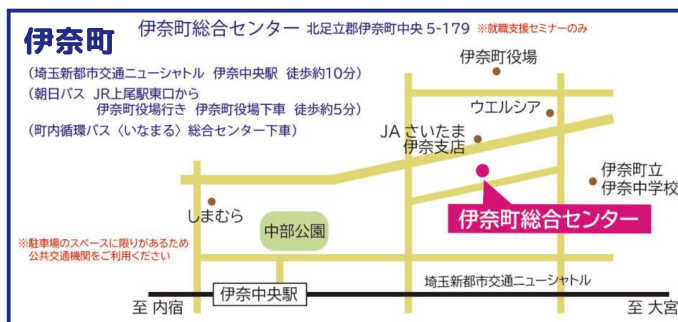 伊奈町
伊奈町総合センター 北足立郡伊奈町中央 5-179 ※就職支援セミナーのみ
(埼玉新都市交通ニューシャトル 伊奈中央駅 徒歩約10分)
(朝日バス JR上尾駅東口から
伊奈町役場行き 伊奈町役場下車 徒歩約5分)
(町内循環バス〈いなまる〉総合センター下車)
伊奈町役場
ウエルシア
JA さいたま
伊奈支店
伊奈町立
伊奈中学校
しまむら
中部公園
伊奈町総合センター
※駐車場のスペースに限りがあるため
公共交通機関をご利用ください
埼玉新都市交通ニューシャトル
伊奈中央駅
至 内宿
至 大宮